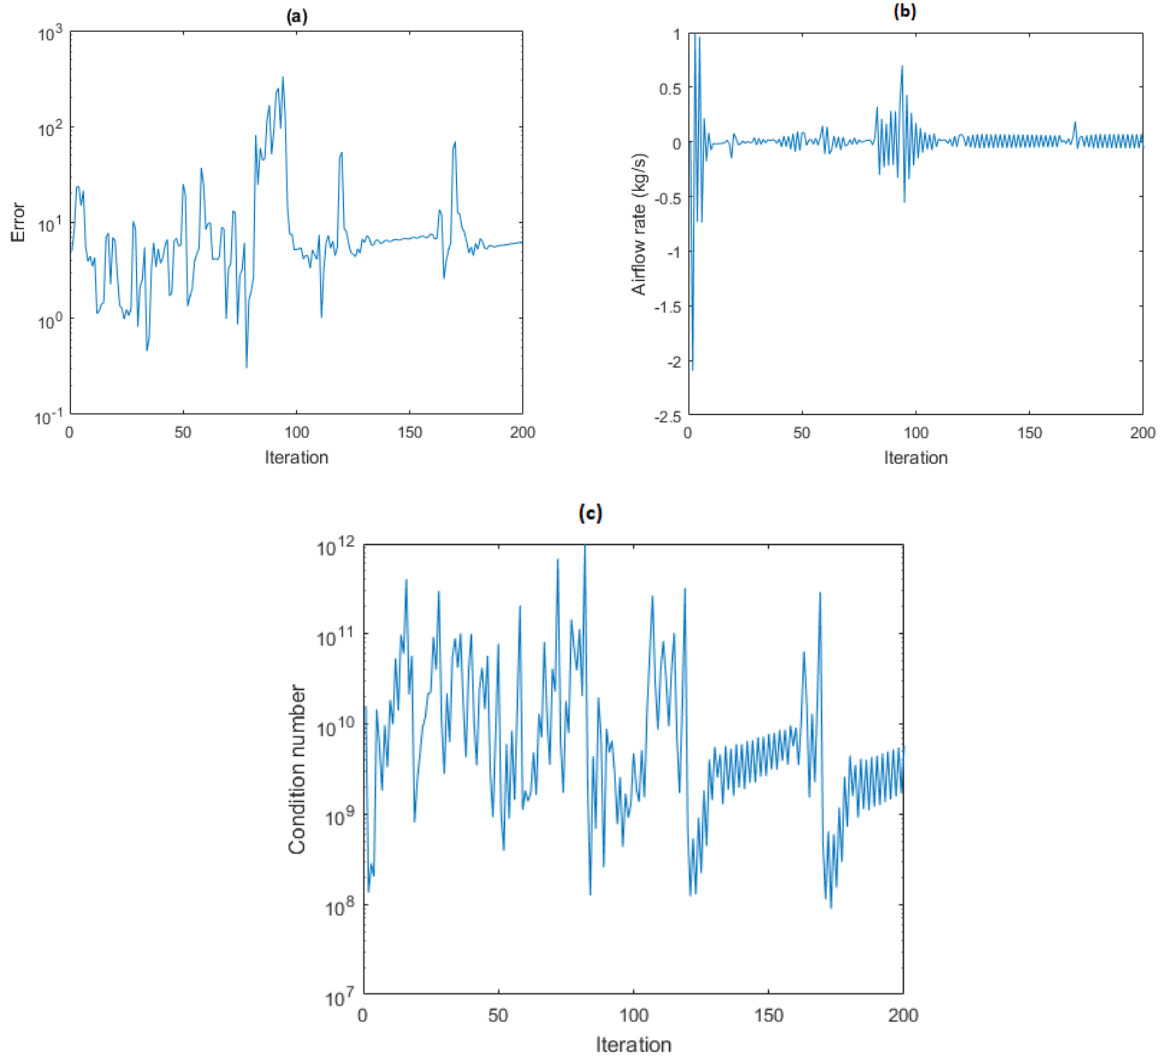 (a)
10^3
10^2
10^1
10^0
10^-1
Error
0 50 100 150 200
Iteration
(b)
1
0.5
0
-0.5
-1
-1.5
-2
-2.5
Airflow rate (kg/s)
0 50 100 150 200
Iteration
(c)
10^12
10^11
10^10
10^9
10^8
10^7
Condition number
0 50 100 150 200
Iteration